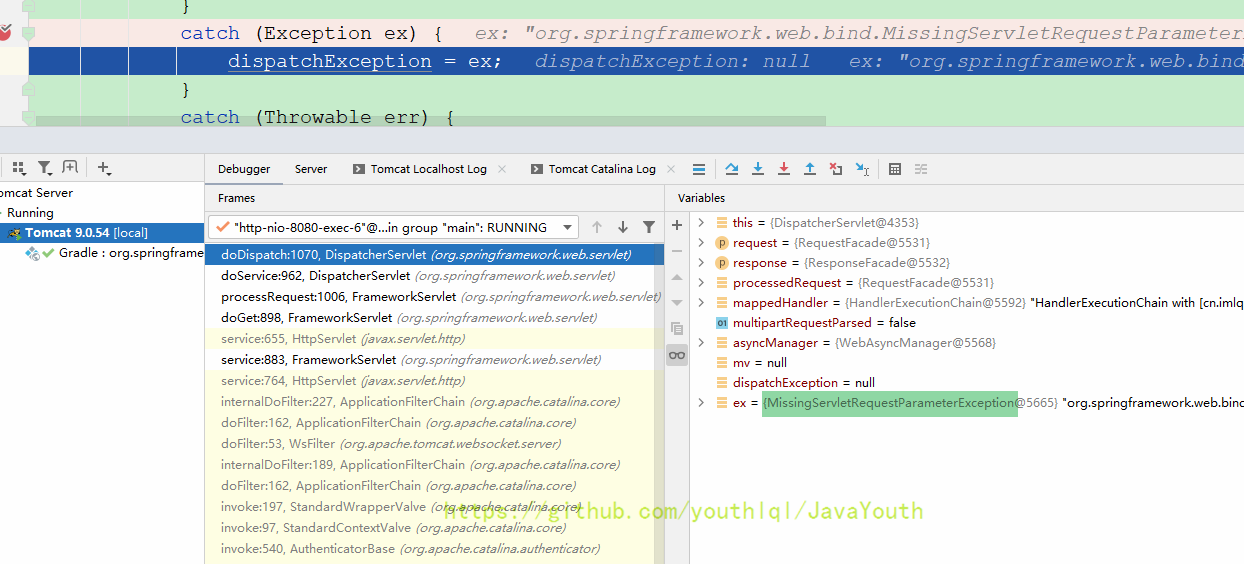 }
catch (Exception ex) { ex: "org.springframework.web.bind.MissingServletRequestParameter
dispatchException = ex; dispatchException: null ex: "org.springframework.web.bind
}
catch (Throwable err) {
Debugger Server Tomcat Localhost Log Tomcat Catalina Log
omcat Server
Running
Tomcat 9.0.54 [local]
Gradle : org.springframe
Frames
"http-nio-8080-exec-6"@...in group "main": RUNNING
doDispatch:1070, DispatcherServlet (org.springframework.web.servlet)
doService:962, DispatcherServlet (org.springframework.web.servlet)
processRequest:1006, FrameworkServlet (org.springframework.web.servlet)
doGet:898, FrameworkServlet (org.springframework.web.servlet)
service:655, HttpServlet (javax.servlet.http)
service:883, FrameworkServlet (org.springframework.web.servlet)
service:764, HttpServlet (javax.servlet.http)
internalDoFilter:227, ApplicationFilterChain (org.apache.catalina.core)
doFilter:162, ApplicationFilterChain (org.apache.catalina.core)
doFilter:53, WsFilter (org.apache.tomcat.websocket.server)
internalDoFilter:189, ApplicationFilterChain (org.apache.catalina.core)
doFilter:162, ApplicationFilterChain (org.apache.catalina.core)
invoke:197, StandardWrapperValve (org.apache.catalina.core)
invoke:97, StandardContextValve (org.apache.catalina.core)
invoke:540, AuthenticatorBase (org.apache.catalina.authenticator)
Variables
this = {DispatcherServlet@4353}
request = {RequestFacade@5531}
response = {ResponseFacade@5532}
processedRequest = {RequestFacade@5531}
mappedHandler = {HandlerExecutionChain@5592} "HandlerExecutionChain with [cn.imlq
multipartRequestParsed = false
asyncManager = {WebAsyncManager@5568}
mv = null
dispatchException = null
ex = {MissingServletRequestParameterException@5665} "org.springframework.web.bind
https://github.com/youthlql/JavaYouth